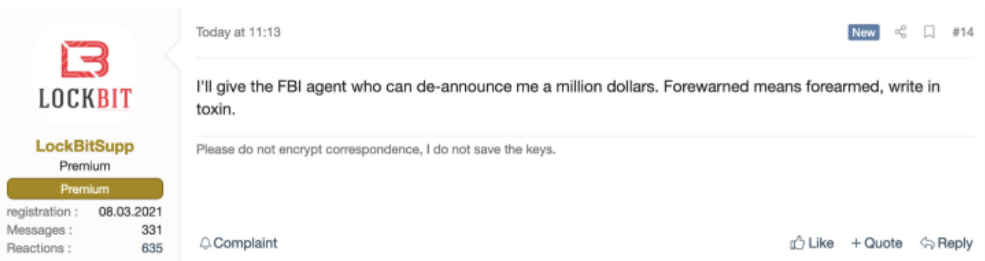 Today at 11:13
New
#14
LOCKBIT
I'll give the FBI agent who can de-announce me a million dollars. Forewarned means forearmed, write in
toxin.
LockBitSupp
Premium
Premium
registration : 08.03.2021
Messages : 331
Reactions : 635
Please do not encrypt correspondence, I do not save the keys.
Complaint
Like
+ Quote
Reply